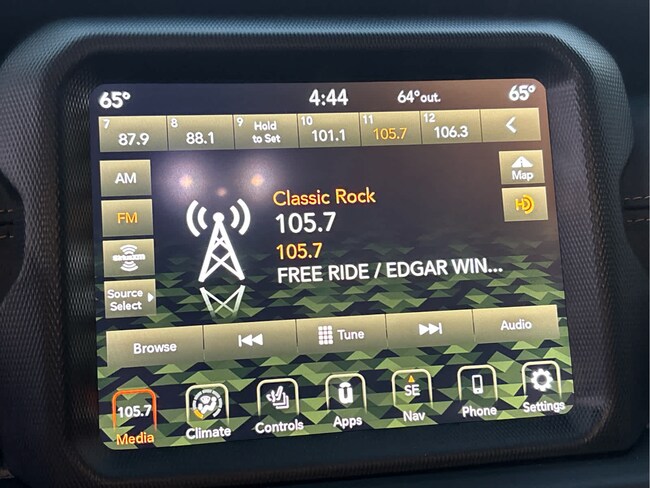 65° 4:44 64°out. 65°
7 8 9 10 11 12
87.9 88.1 Hold to Set 101.1 105.7 106.3 <
AM
FM
SiriusXM
Source
Select
Map
HD
Classic Rock
105.7
105.7
FREE RIDE / EDGAR WIN...
Browse Tune Audio
105.7 SE
Media Climate Controls Apps Nav Phone Settings